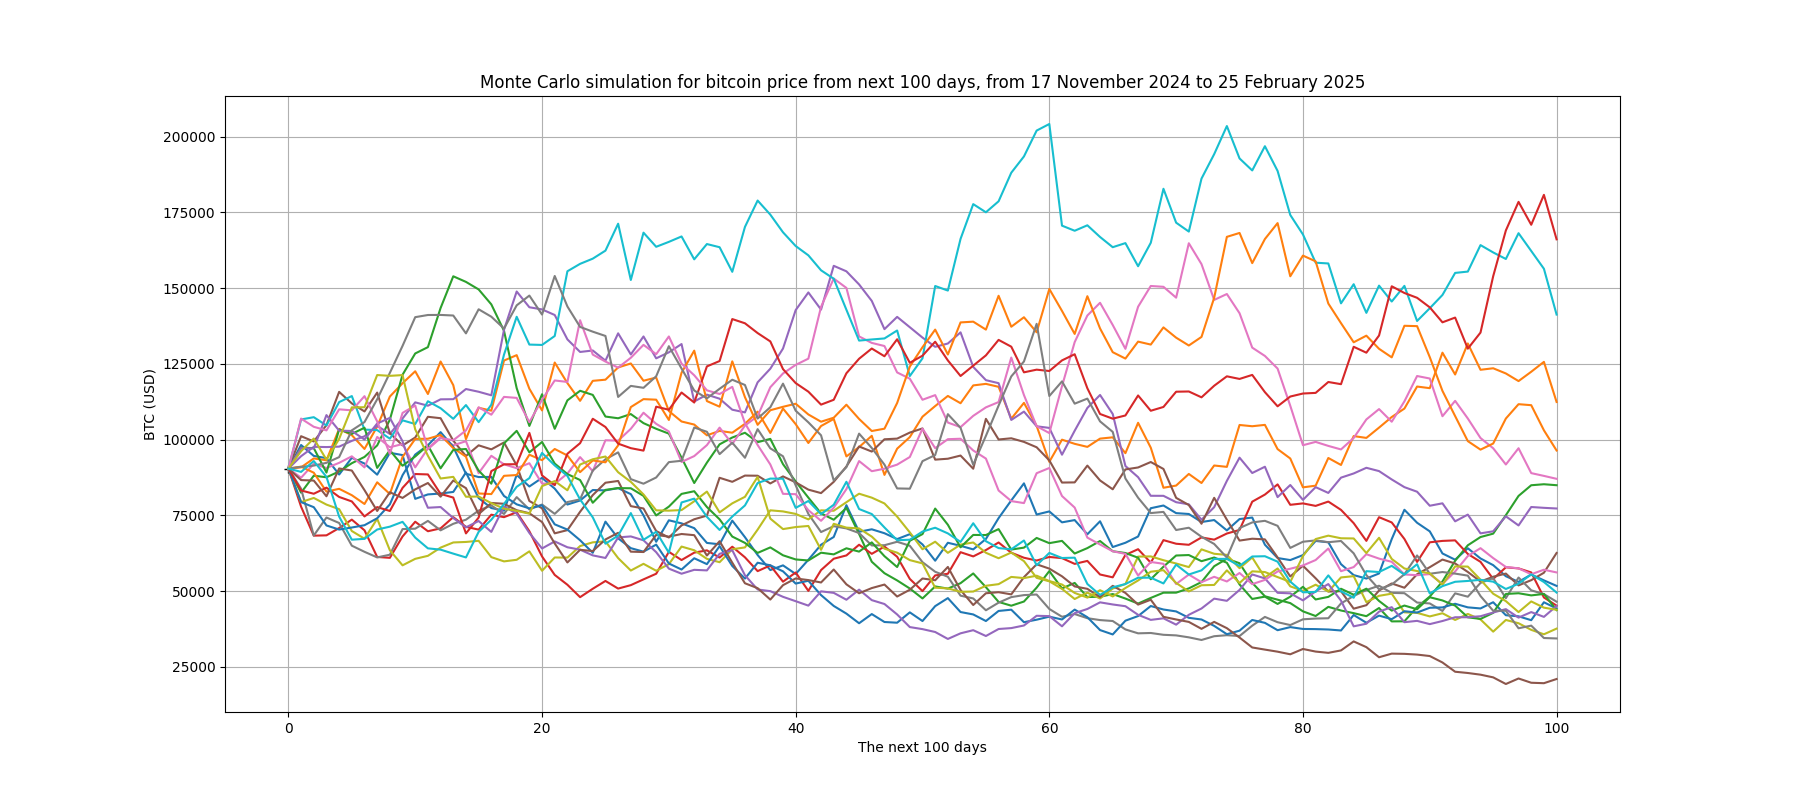 Monte Carlo simulation for bitcoin price from next 100 days, from 17 November 2024 to 25 February 2025
200000
175000
150000
125000
100000
75000
50000
25000
BTC (USD)
0 20 40 60 80 100
The next 100 days